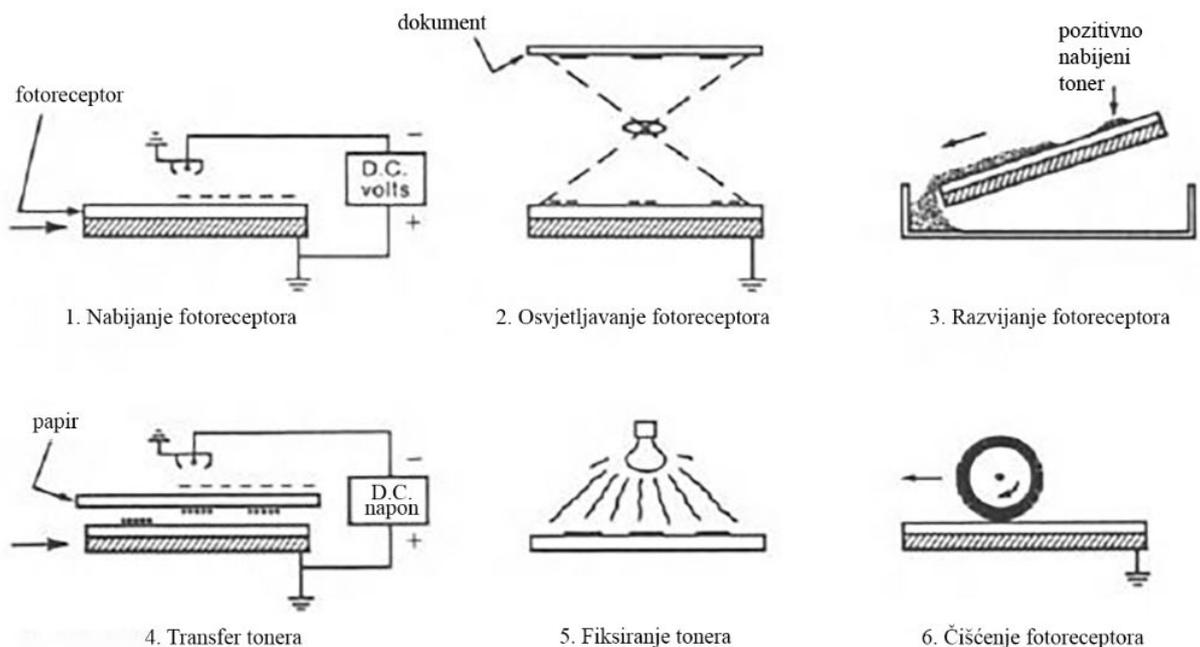 dokument
pozitivno
nabijeni
toner
fotoreceptor
−
D.C.
volts
+
1. Nabijanje fotoreceptora
2. Osvjetljavanje fotoreceptora
3. Razvijanje fotoreceptora
papir
−
D.C.
napon
+
4. Transfer tonera
5. Fiksiranje tonera
6. Čišćenje fotoreceptora